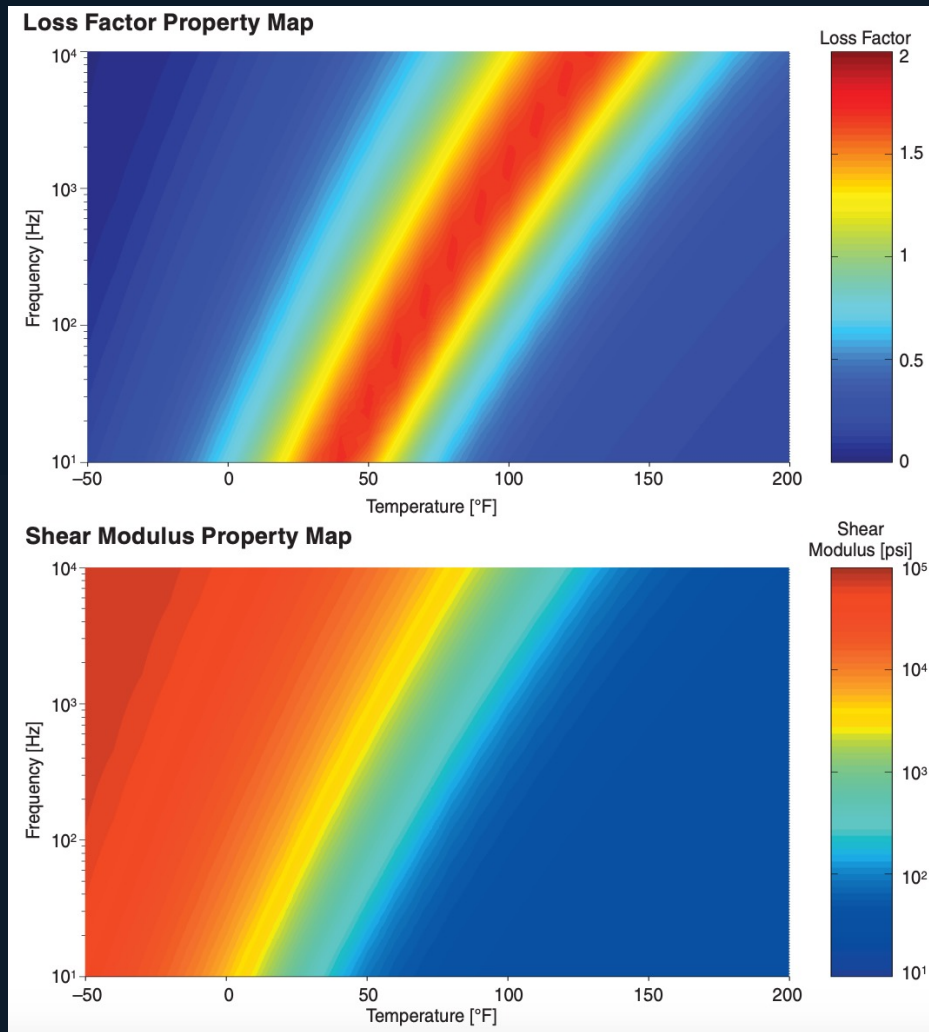 Loss Factor Property Map
Loss Factor
10⁴
10³
10²
10¹
Frequency [Hz]
–50 0 50 100 150 200
Temperature [°F]
2
1.5
1
0.5
0
Shear Modulus Property Map
Shear
Modulus [psi]
10⁴
10³
10²
10¹
Frequency [Hz]
–50 0 50 100 150 200
Temperature [°F]
10⁵
10⁴
10³
10²
10¹